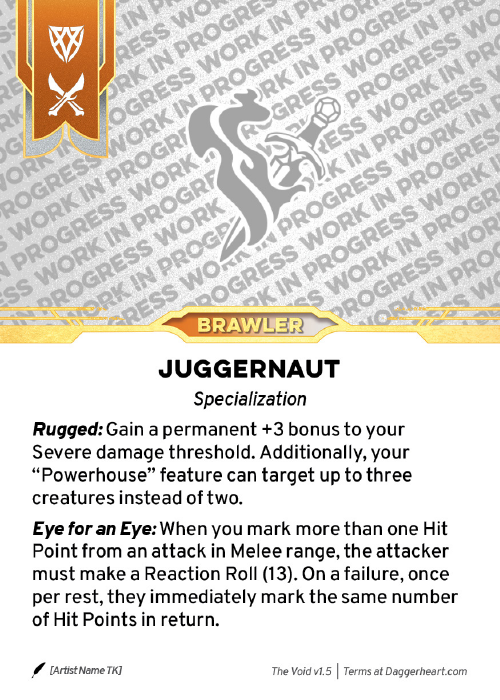 WORK IN PROGRESS
BRAWLER
JUGGERNAUT
Specialization
Rugged: Gain a permanent +3 bonus to your
Severe damage threshold. Additionally, your
“Powerhouse” feature can target up to three
creatures instead of two.
Eye for an Eye: When you mark more than one Hit
Point from an attack in Melee range, the attacker
must make a Reaction Roll (13). On a failure, once
per rest, they immediately mark the same number
of Hit Points in return.
[Artist Name TK]
The Void v1.5 | Terms at Daggerheart.com